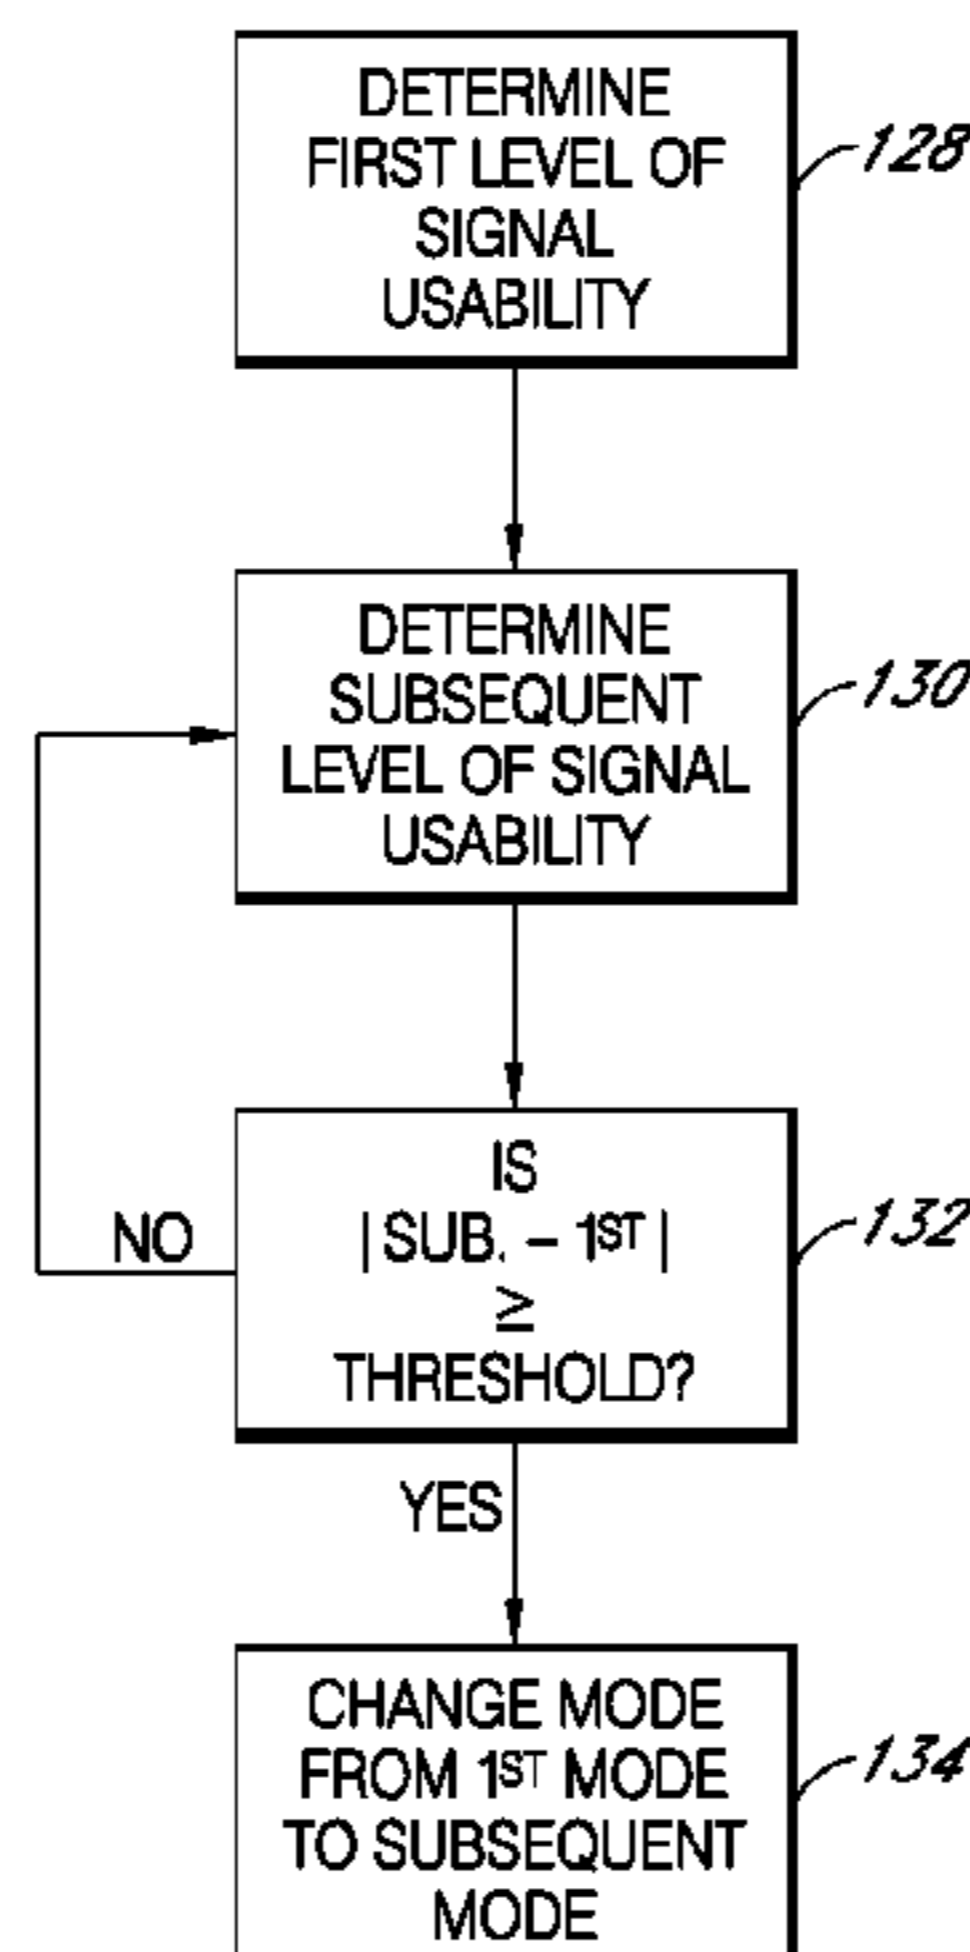 DETERMINE
FIRST LEVEL OF
SIGNAL
USABILITY
128
DETERMINE
SUBSEQUENT
LEVEL OF SIGNAL
USABILITY
130
IS
|SUB. – 1ST|
≥
THRESHOLD?
132
NO
YES
CHANGE MODE
FROM 1ST MODE
TO SUBSEQUENT
MODE
134